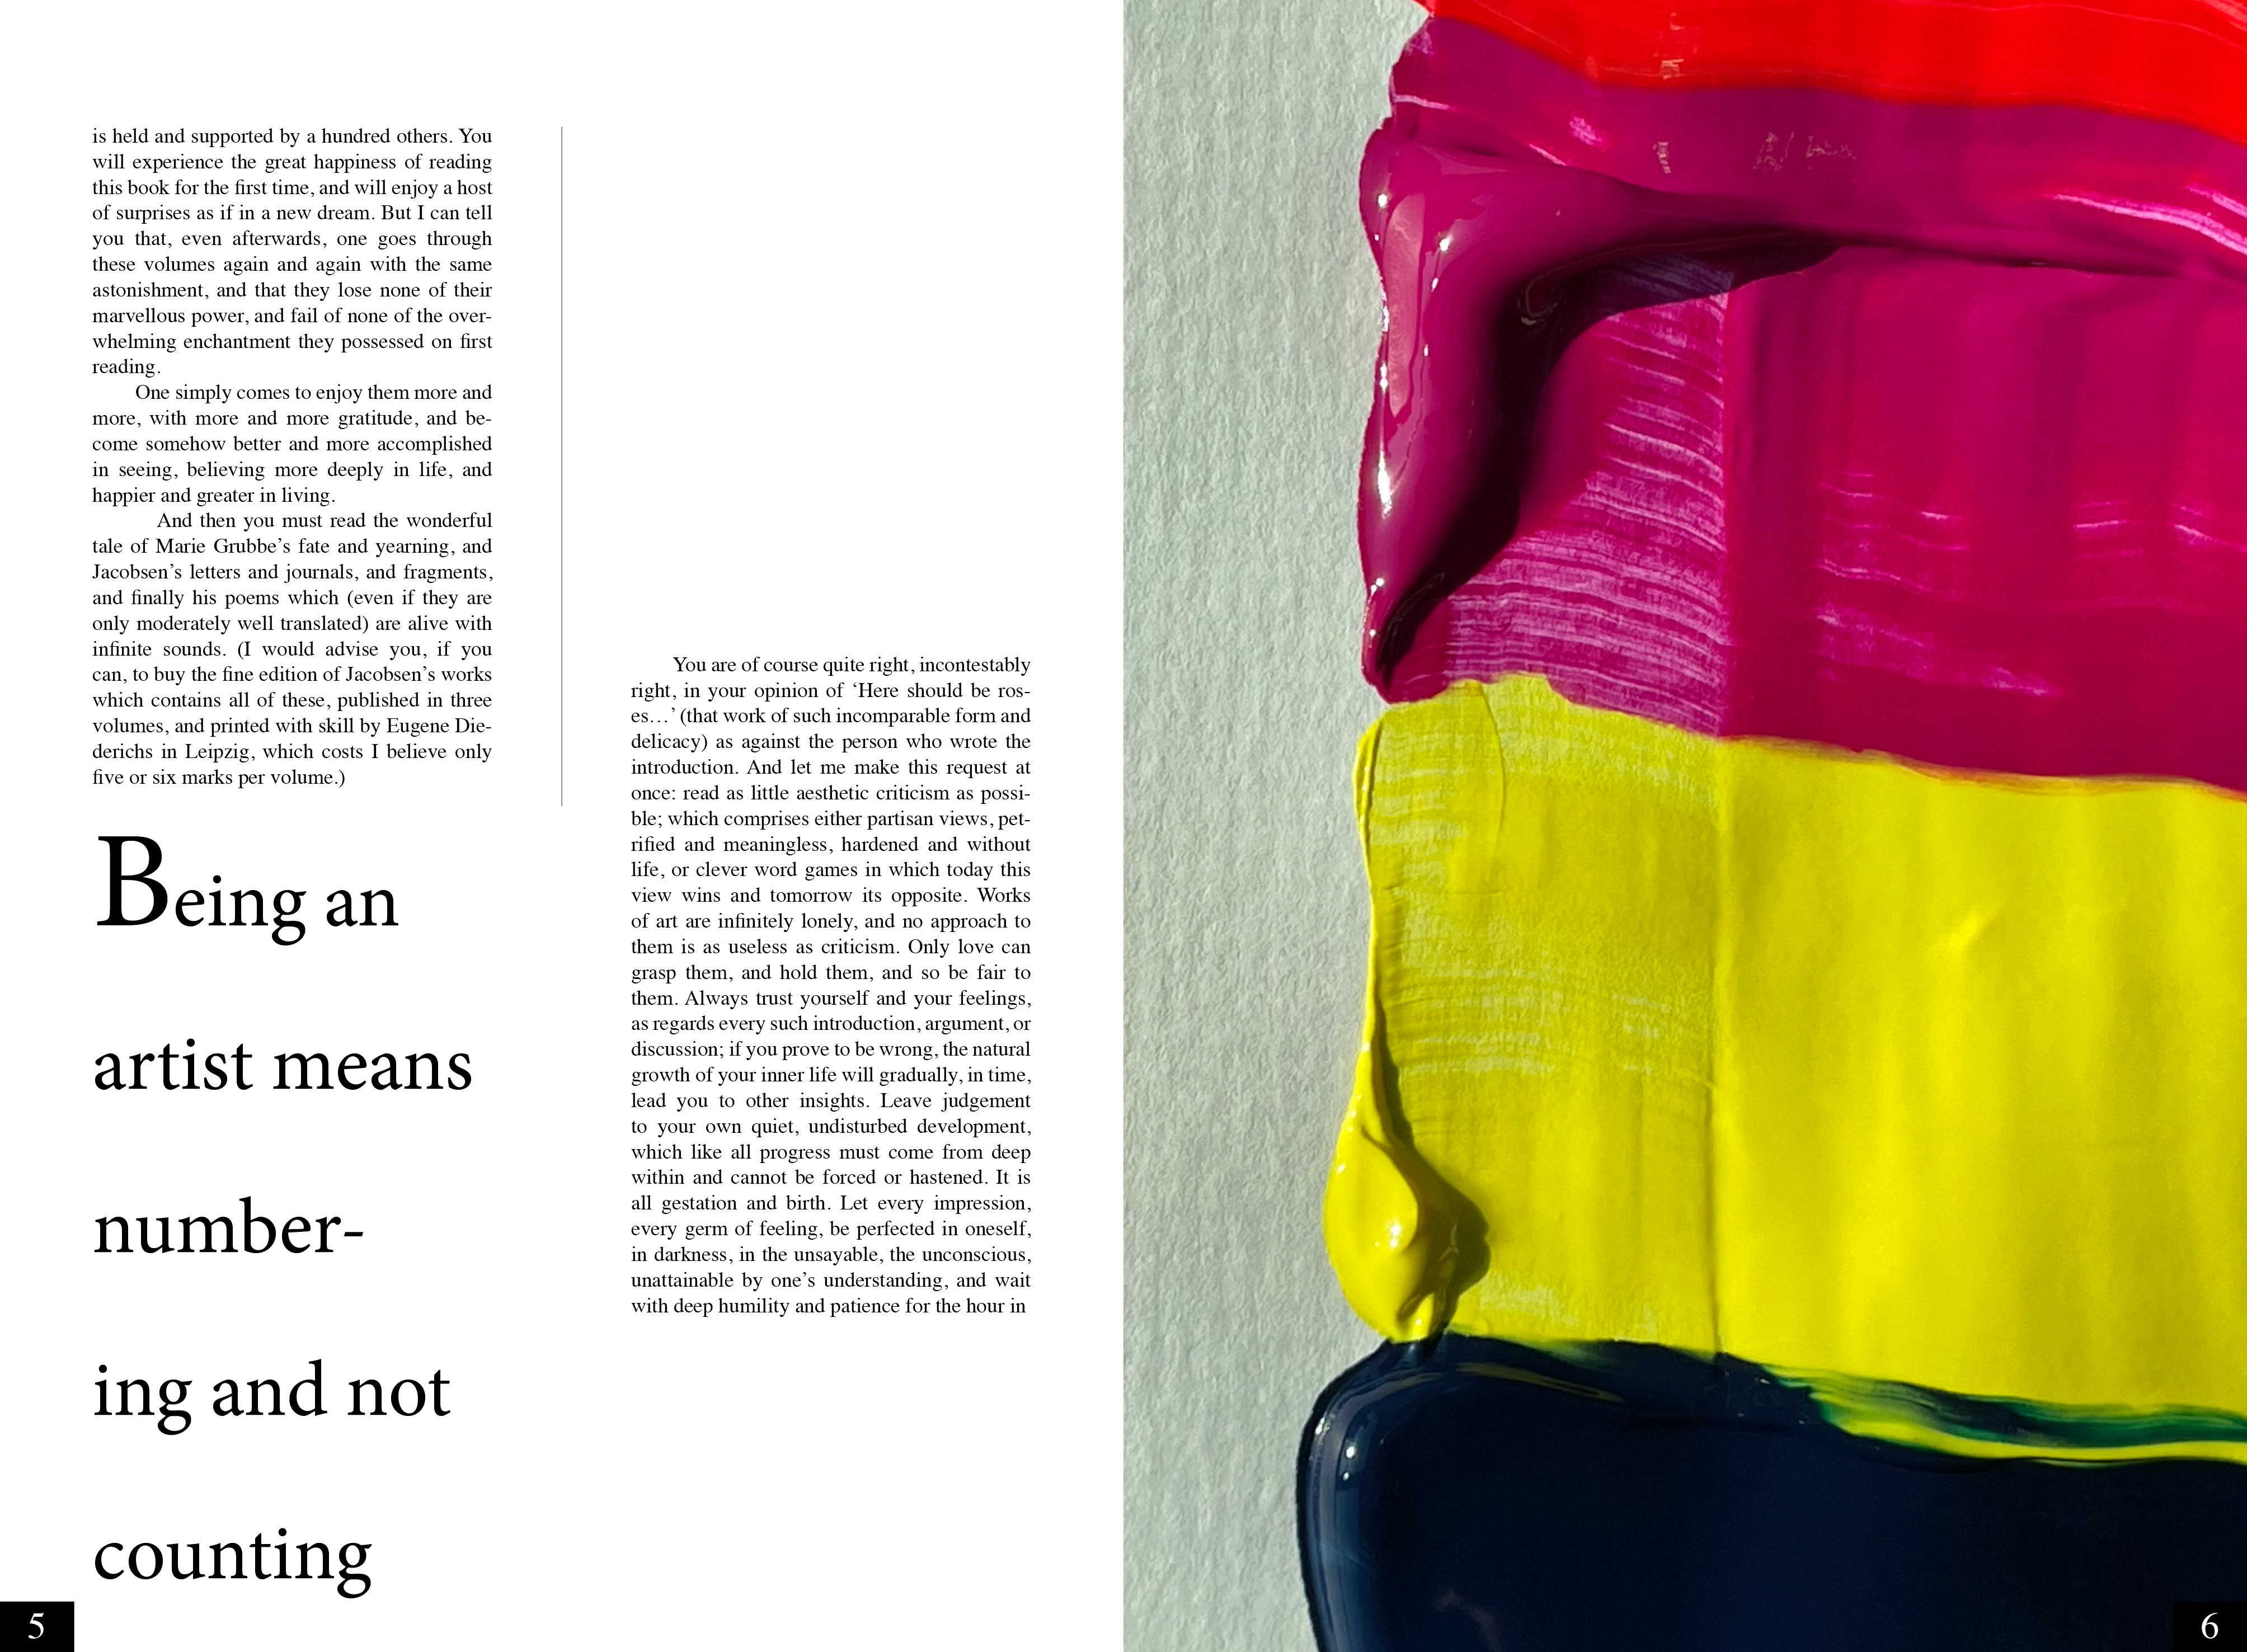 is held and supported by a hundred others. You
will experience the great happiness of reading
this book for the first time, and will enjoy a host
of surprises as if in a new dream. But I can tell
you that, even afterwards, one goes through
these volumes again and again with the same
astonishment, and that they lose none of their
marvellous power, and fail of none of the over-
whelming enchantment they possessed on first
reading.
One simply comes to enjoy them more and
more, with more and more gratitude, and be-
come somehow better and more accomplished
in seeing, believing more deeply in life, and
happier and greater in living.
And then you must read the wonderful
tale of Marie Grubbe’s fate and yearning, and
Jacobsen’s letters and journals, and fragments,
and finally his poems which (even if they are
only moderately well translated) are alive with
infinite sounds. (I would advise you, if you
can, to buy the fine edition of Jacobsen’s works
which contains all of these, published in three
volumes, and printed with skill by Eugene Die-
derichs in Leipzig, which costs I believe only
five or six marks per volume.)
Being an
artist means
number-
ing and not
counting
You are of course quite right, incontestably
right, in your opinion of ‘Here should be ros-
es…’ (that work of such incomparable form and
delicacy) as against the person who wrote the
introduction. And let me make this request at
once: read as little aesthetic criticism as possi-
ble; which comprises either partisan views, pet-
rified and meaningless, hardened and without
life, or clever word games in which today this
view wins and tomorrow its opposite. Works
of art are infinitely lonely, and no approach to
them is as useless as criticism. Only love can
grasp them, and hold them, and so be fair to
them. Always trust yourself and your feelings,
as regards every such introduction, argument, or
discussion; if you prove to be wrong, the natural
growth of your inner life will gradually, in time,
lead you to other insights. Leave judgement
to your own quiet, undisturbed development,
which like all progress must come from deep
within and cannot be forced or hastened. It is
all gestation and birth. Let every impression,
every germ of feeling, be perfected in oneself,
in darkness, in the unsayable, the unconscious,
unattainable by one’s understanding, and wait
with deep humility and patience for the hour in
5
6